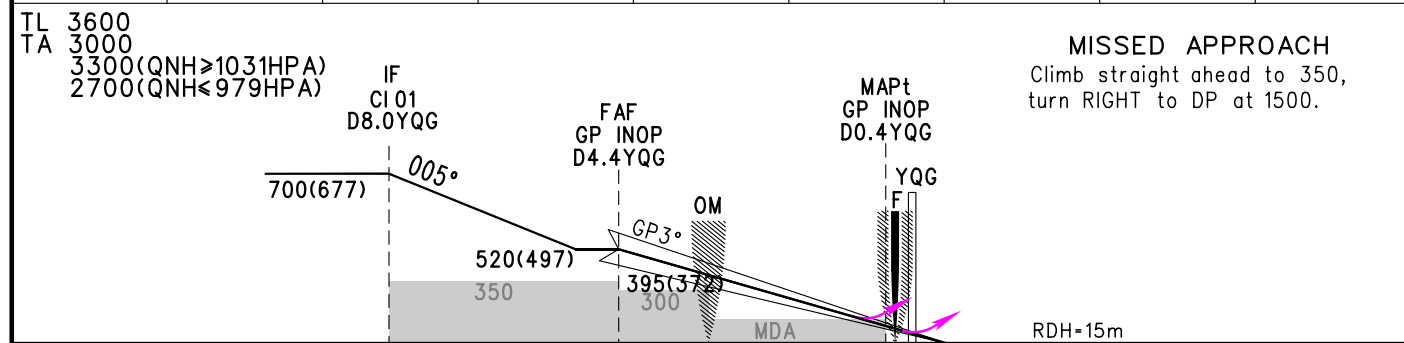 TL 3600
TA 3000
3300(QNH≥1031HPA)
2700(QNH≤979HPA)
MISSED APPROACH
Climb straight ahead to 350,
turn RIGHT to DP at 1500.
IF
CI01
D8.0YQG
FAF
GP INOP
D4.4YQG
MAPt
GP INOP
D0.4YQG
YQG
F
OM
005°
700(677)
GP3°
520(497)
395(372)
350
300
MDA
RDH=15m